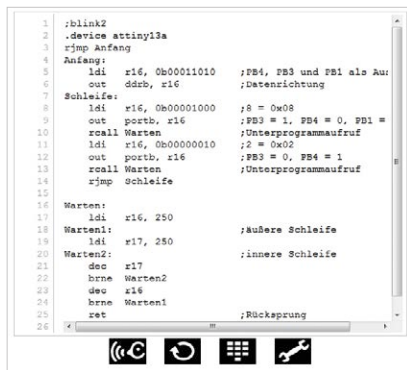 1 ;blink2
2 .device attiny13a
3 rjmp Anfang
4 Anfang:
5 ldi r16, 0b00011010 ;PB4, PB3 und PB1 als
6 out ddrb, r16 ;Datenrichtung
7 Schleife:
8 ldi r16, 0b00001000 ;8 = 0x08
9 out portb, r16 ;PB3 = 1, PB4 = 0, PB1 =
10 rcall Warten ;Unterprogrammaufruf
11 ldi r16, 0b00000010 ;2 = 0x02
12 out portb, r16 ;PB3 = 0, PB4 = 1
13 rcall Warten ;Unterprogrammaufruf
14 rjmp Schleife
15
16 Warten:
17 ldi r16, 250
18 Warten1: ;äußere Schleife
19 ldi r17, 250
20 Warten2: ;innere Schleife
21 dec r17
22 brne Warten2
23 dec r16
24 brne Warten1
25 ret ;Rücksprung
26